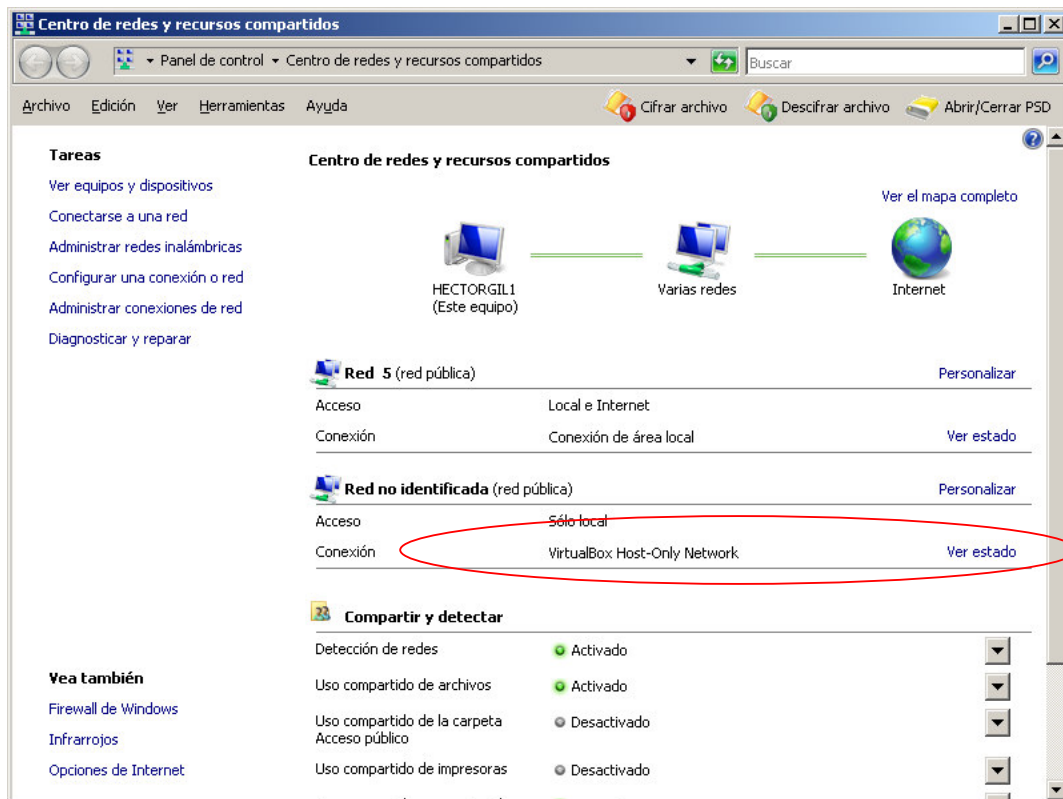 Centro de redes y recursos compartidos
Panel de control Centro de redes y recursos compartidos Buscar
Archivo Edición Ver Herramientas Ayuda Cifrar archivo Descifrar archivo Abrir/Cerrar PSD
Tareas
Ver equipos y dispositivos
Conectarse a una red
Administrar redes inalámbricas
Configurar una conexión o red
Administrar conexiones de red
Diagnosticar y reparar
Centro de redes y recursos compartidos
Ver el mapa completo
HECTORGIL1 Varias redes Internet
(Este equipo)
Red 5 (red pública) Personalizar
Acceso Local e Internet
Conexión Conexión de área local Ver estado
Red no identificada (red pública) Personalizar
Acceso Sólo local
Conexión VirtualBox Host-Only Network Ver estado
Compartir y detectar
Detección de redes Activado
Uso compartido de archivos Activado
Uso compartido de la carpeta Desactivado
Acceso público
Uso compartido de impresoras Desactivado
Vea también
Firewall de Windows
Infrarrojos
Opciones de Internet